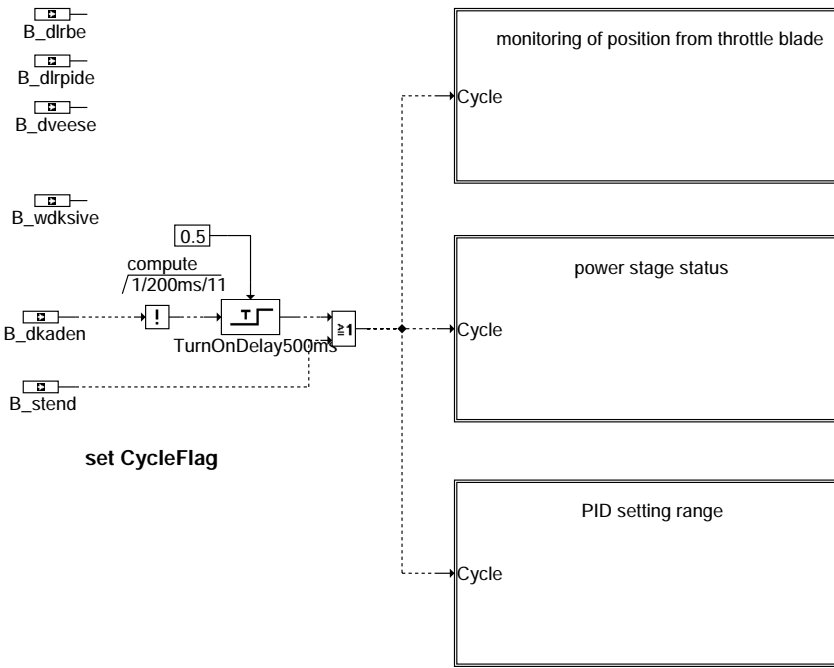 B_dlrbe
monitoring of position from throttle blade
B_dlrpide
Cycle
B_dveese
B_wdksive
0.5
compute
/1/200ms/11
power stage status
!
T
B_dkaden
≥1
Cycle
TurnOnDelay500ms
B_stend
set CycleFlag
PID setting range
Cycle